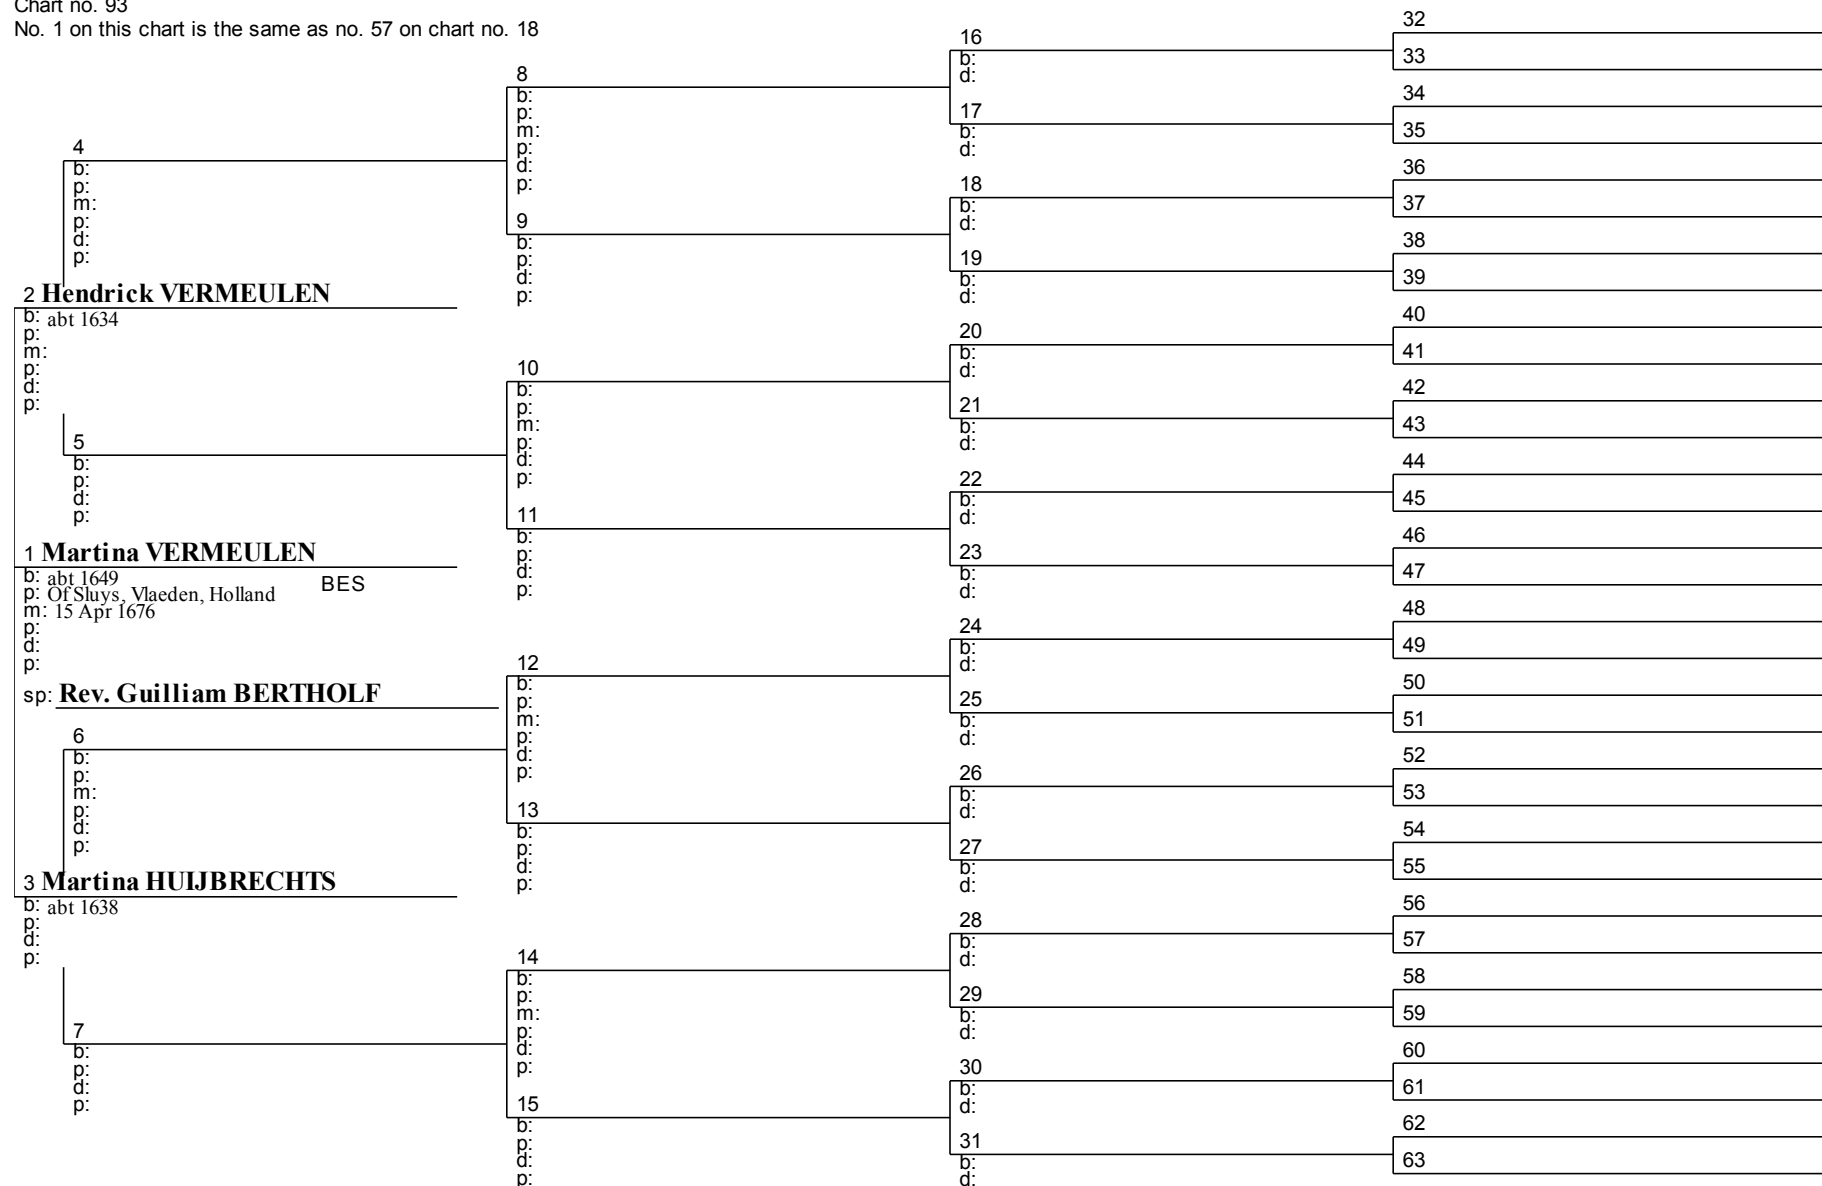 Chart no. 93
No. 1 on this chart is the same as no. 57 on chart no. 18
4
b:
p:
m:
p:
d:
p:
2 Hendrick VERMEULEN
b: abt 1634
p:
m:
p:
d:
p:
5
b:
p:
d:
p:
1 Martina VERMEULEN
b: abt 1649
p: Of Sluys, Vlaeden, Holland BES
m: 15 Apr 1676
p:
d:
p:
sp: Rev. Guilliam BERTHOLF
6
b:
p:
m:
p:
d:
p:
3 Martina HUIJBRECHTS
b: abt 1638
p:
d:
p:
7
b:
p:
d:
p:
8
b:
p:
m:
p:
d:
p:
9
b:
p:
d:
p:
10
b:
p:
m:
p:
d:
p:
11
b:
p:
d:
p:
12
b:
p:
m:
p:
d:
p:
13
b:
p:
d:
p:
14
b:
p:
m:
p:
d:
p:
15
b:
p:
d:
p:
16
b:
d:
17
b:
d:
18
b:
d:
19
b:
d:
20
b:
d:
21
b:
d:
22
b:
d:
23
b:
d:
24
b:
d:
25
b:
d:
26
b:
d:
27
b:
d:
28
b:
d:
29
b:
d:
30
b:
d:
31
b:
d:
32
33
34
35
36
37
38
39
40
41
42
43
44
45
46
47
48
49
50
51
52
53
54
55
56
57
58
59
60
61
62
63